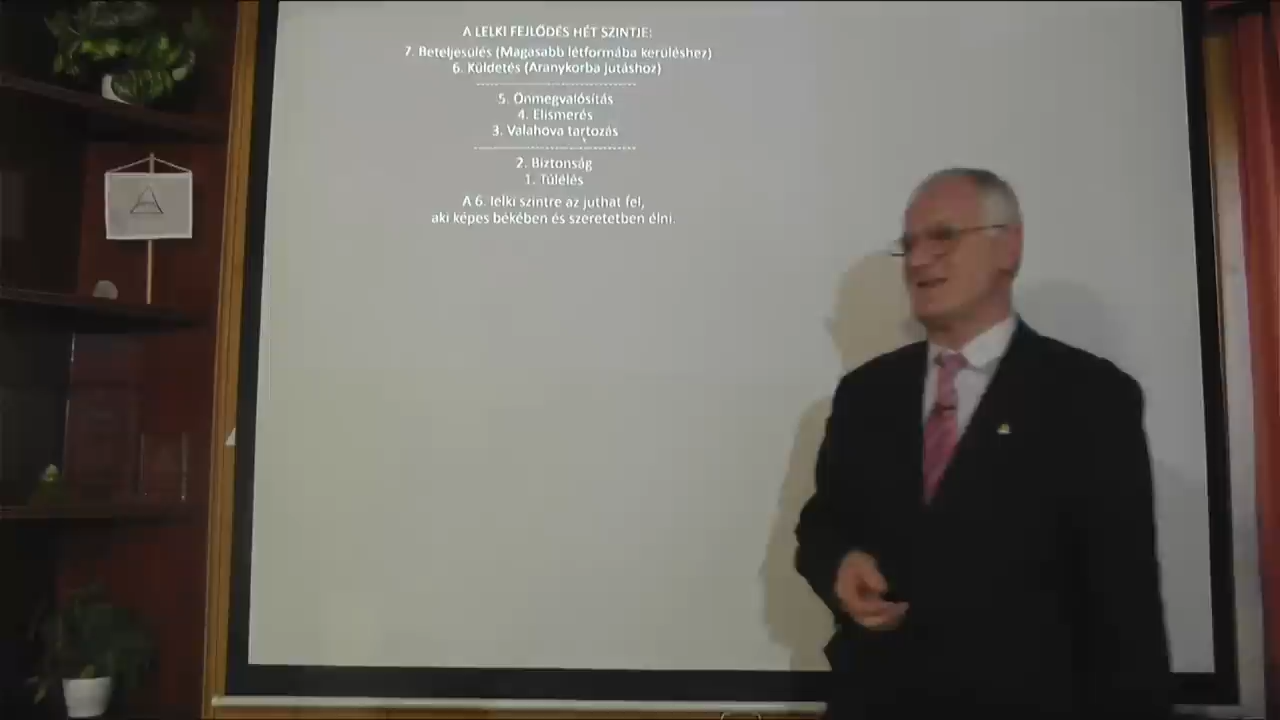 A LELKI FEJLŐDÉS HÉT SZINTJE:
7. Beteljesülés (Magasabb létformába kerüléshez)
6. Küldetés (Aranykorba jutáshoz)
5. Önmegvalósítás
4. Elismerés
3. Valahova tartozás
2. Biztonság
1. Túlélés
A 6. lelki szintre az juthat fel,
aki képes békében és szeretetben élni.